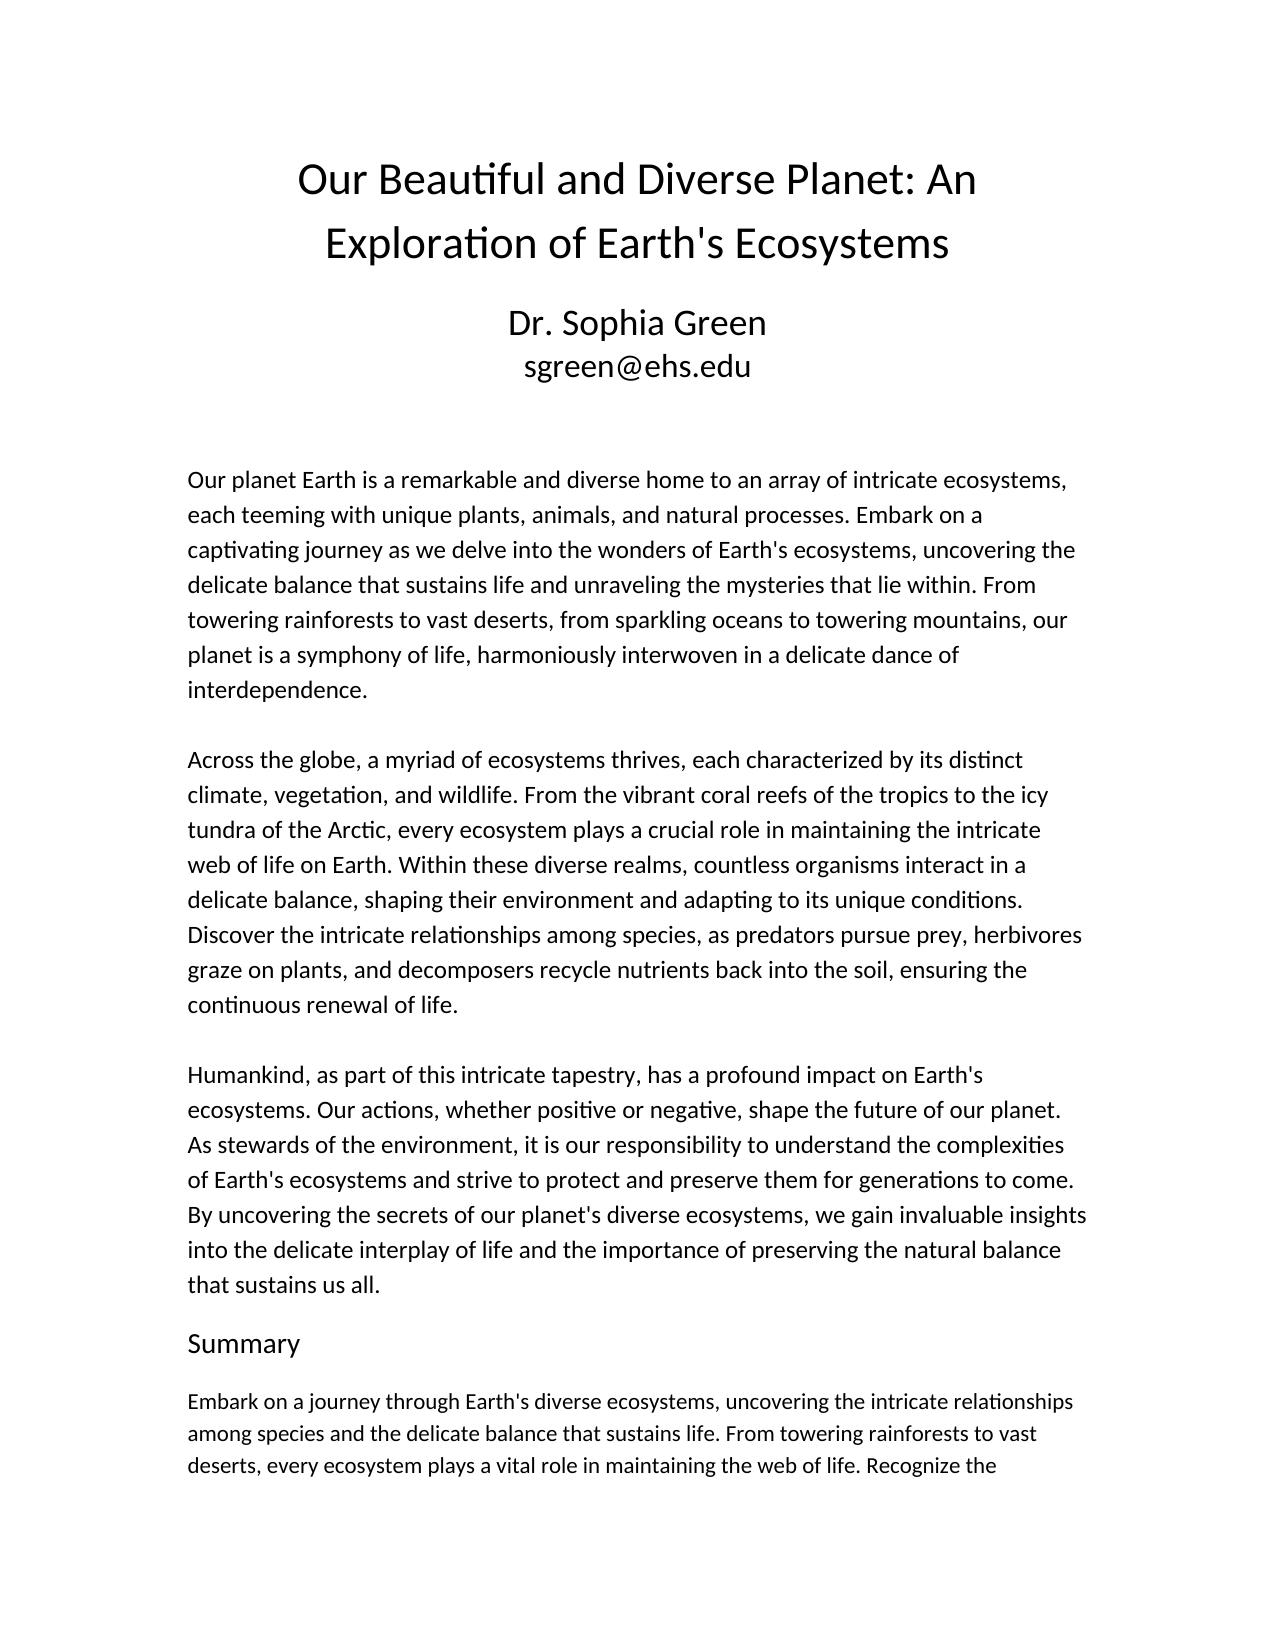 Our Beautiful and Diverse Planet: An
Exploration of Earth's Ecosystems
Dr. Sophia Green
sgreen@ehs.edu
Our planet Earth is a remarkable and diverse home to an array of intricate ecosystems,
each teeming with unique plants, animals, and natural processes. Embark on a
captivating journey as we delve into the wonders of Earth's ecosystems, uncovering the
delicate balance that sustains life and unraveling the mysteries that lie within. From
towering rainforests to vast deserts, from sparkling oceans to towering mountains, our
planet is a symphony of life, harmoniously interwoven in a delicate dance of
interdependence.
Across the globe, a myriad of ecosystems thrives, each characterized by its distinct
climate, vegetation, and wildlife. From the vibrant coral reefs of the tropics to the icy
tundra of the Arctic, every ecosystem plays a crucial role in maintaining the intricate
web of life on Earth. Within these diverse realms, countless organisms interact in a
delicate balance, shaping their environment and adapting to its unique conditions.
Discover the intricate relationships among species, as predators pursue prey, herbivores
graze on plants, and decomposers recycle nutrients back into the soil, ensuring the
continuous renewal of life.
Humankind, as part of this intricate tapestry, has a profound impact on Earth's
ecosystems. Our actions, whether positive or negative, shape the future of our planet.
As stewards of the environment, it is our responsibility to understand the complexities
of Earth's ecosystems and strive to protect and preserve them for generations to come.
By uncovering the secrets of our planet's diverse ecosystems, we gain invaluable insights
into the delicate interplay of life and the importance of preserving the natural balance
that sustains us all.
Summary
Embark on a journey through Earth's diverse ecosystems, uncovering the intricate relationships
among species and the delicate balance that sustains life. From towering rainforests to vast
deserts, every ecosystem plays a vital role in maintaining the web of life. Recognize the